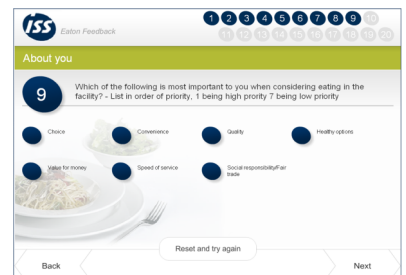 ISS Eaton Feedback
1 2 3 4 5 6 7 8 9 10
11 12 13 14 15 16 17 18 19 20
About you
9
Which of the following is most important to you when considering eating in the
facility? - List in order of priority, 1 being high prority 7 being low priority
Choice
Convenience
Quality
Healthy options
Value for money
Speed of service
Social responsibility/Fair
trade
Reset and try again
Back
Next